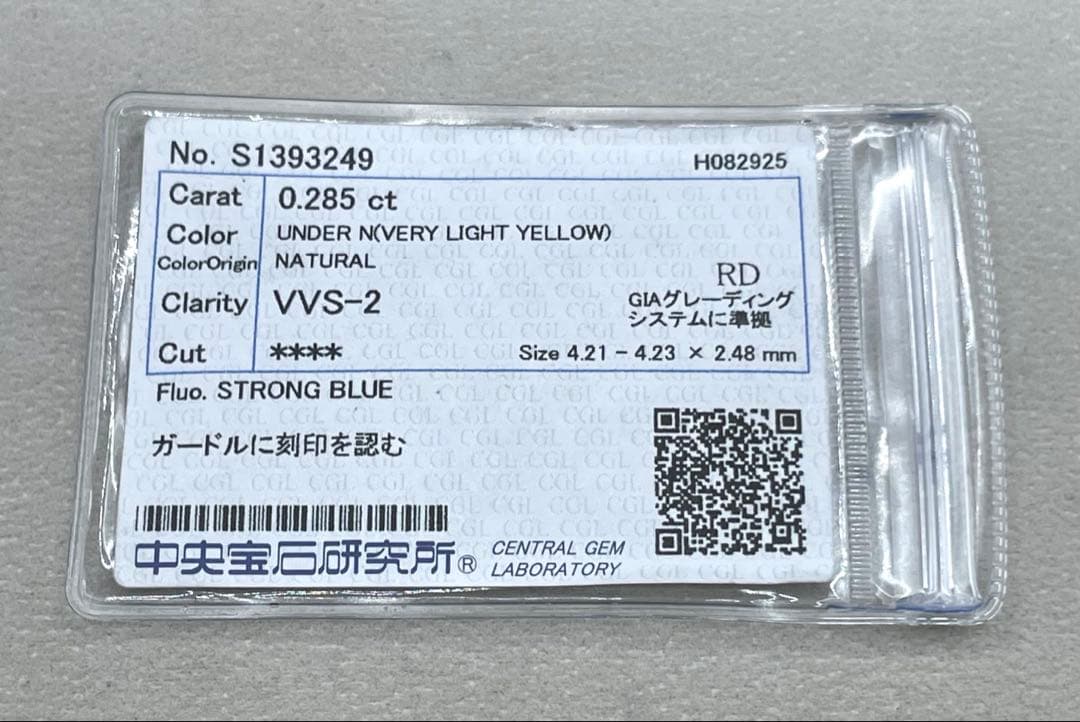 No. S1393249
H082925
Carat 0.285 ct
Color UNDER N(VERY LIGHT YELLOW)
ColorOrigin NATURAL
Clarity VVS-2
RD
GIAグレーディング
システムに準拠
Cut ****
Size 4.21 - 4.23 × 2.48 mm
Fluo. STRONG BLUE
ガードルに刻印を認む
中央宝石研究所® CENTRAL GEM
LABORATORY